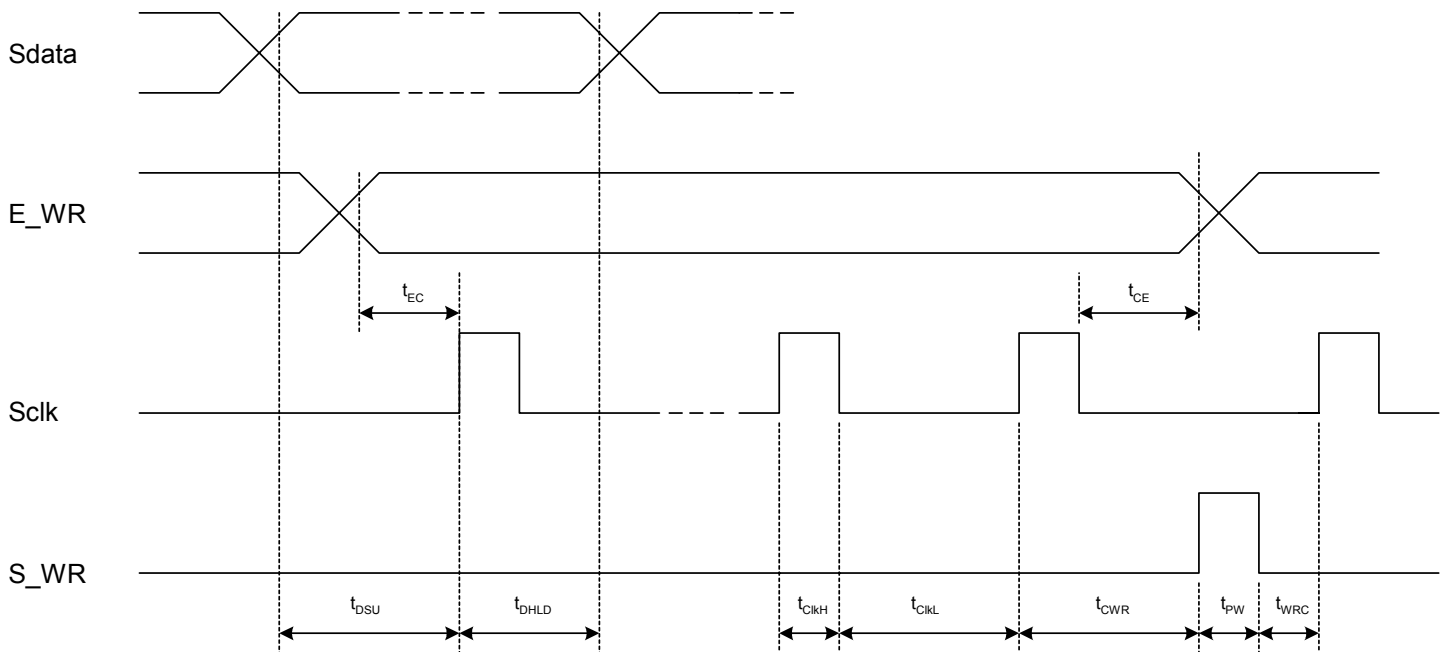 Sdata
E_WR
tEC
tCE
Sclk
S_WR
tDSU
tDHLD
tClkH
tClkL
tCWR
tPW
tWRC